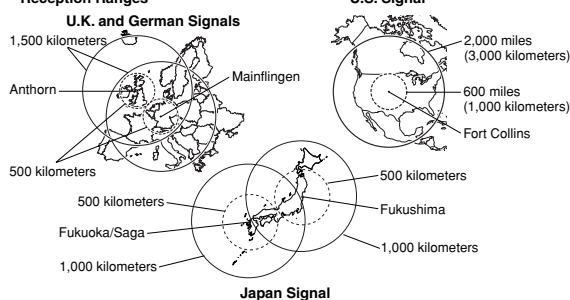 Reception Ranges
U.K. and German Signals
1,500 kilometers
Anthorn
Mainflingen
500 kilometers
U.S. Signal
2,000 miles
(3,000 kilometers)
600 miles
(1,000 kilometers)
Fort Collins
500 kilometers
Fukuoka/Saga
1,000 kilometers
500 kilometers
Fukushima
1,000 kilometers
Japan Signal